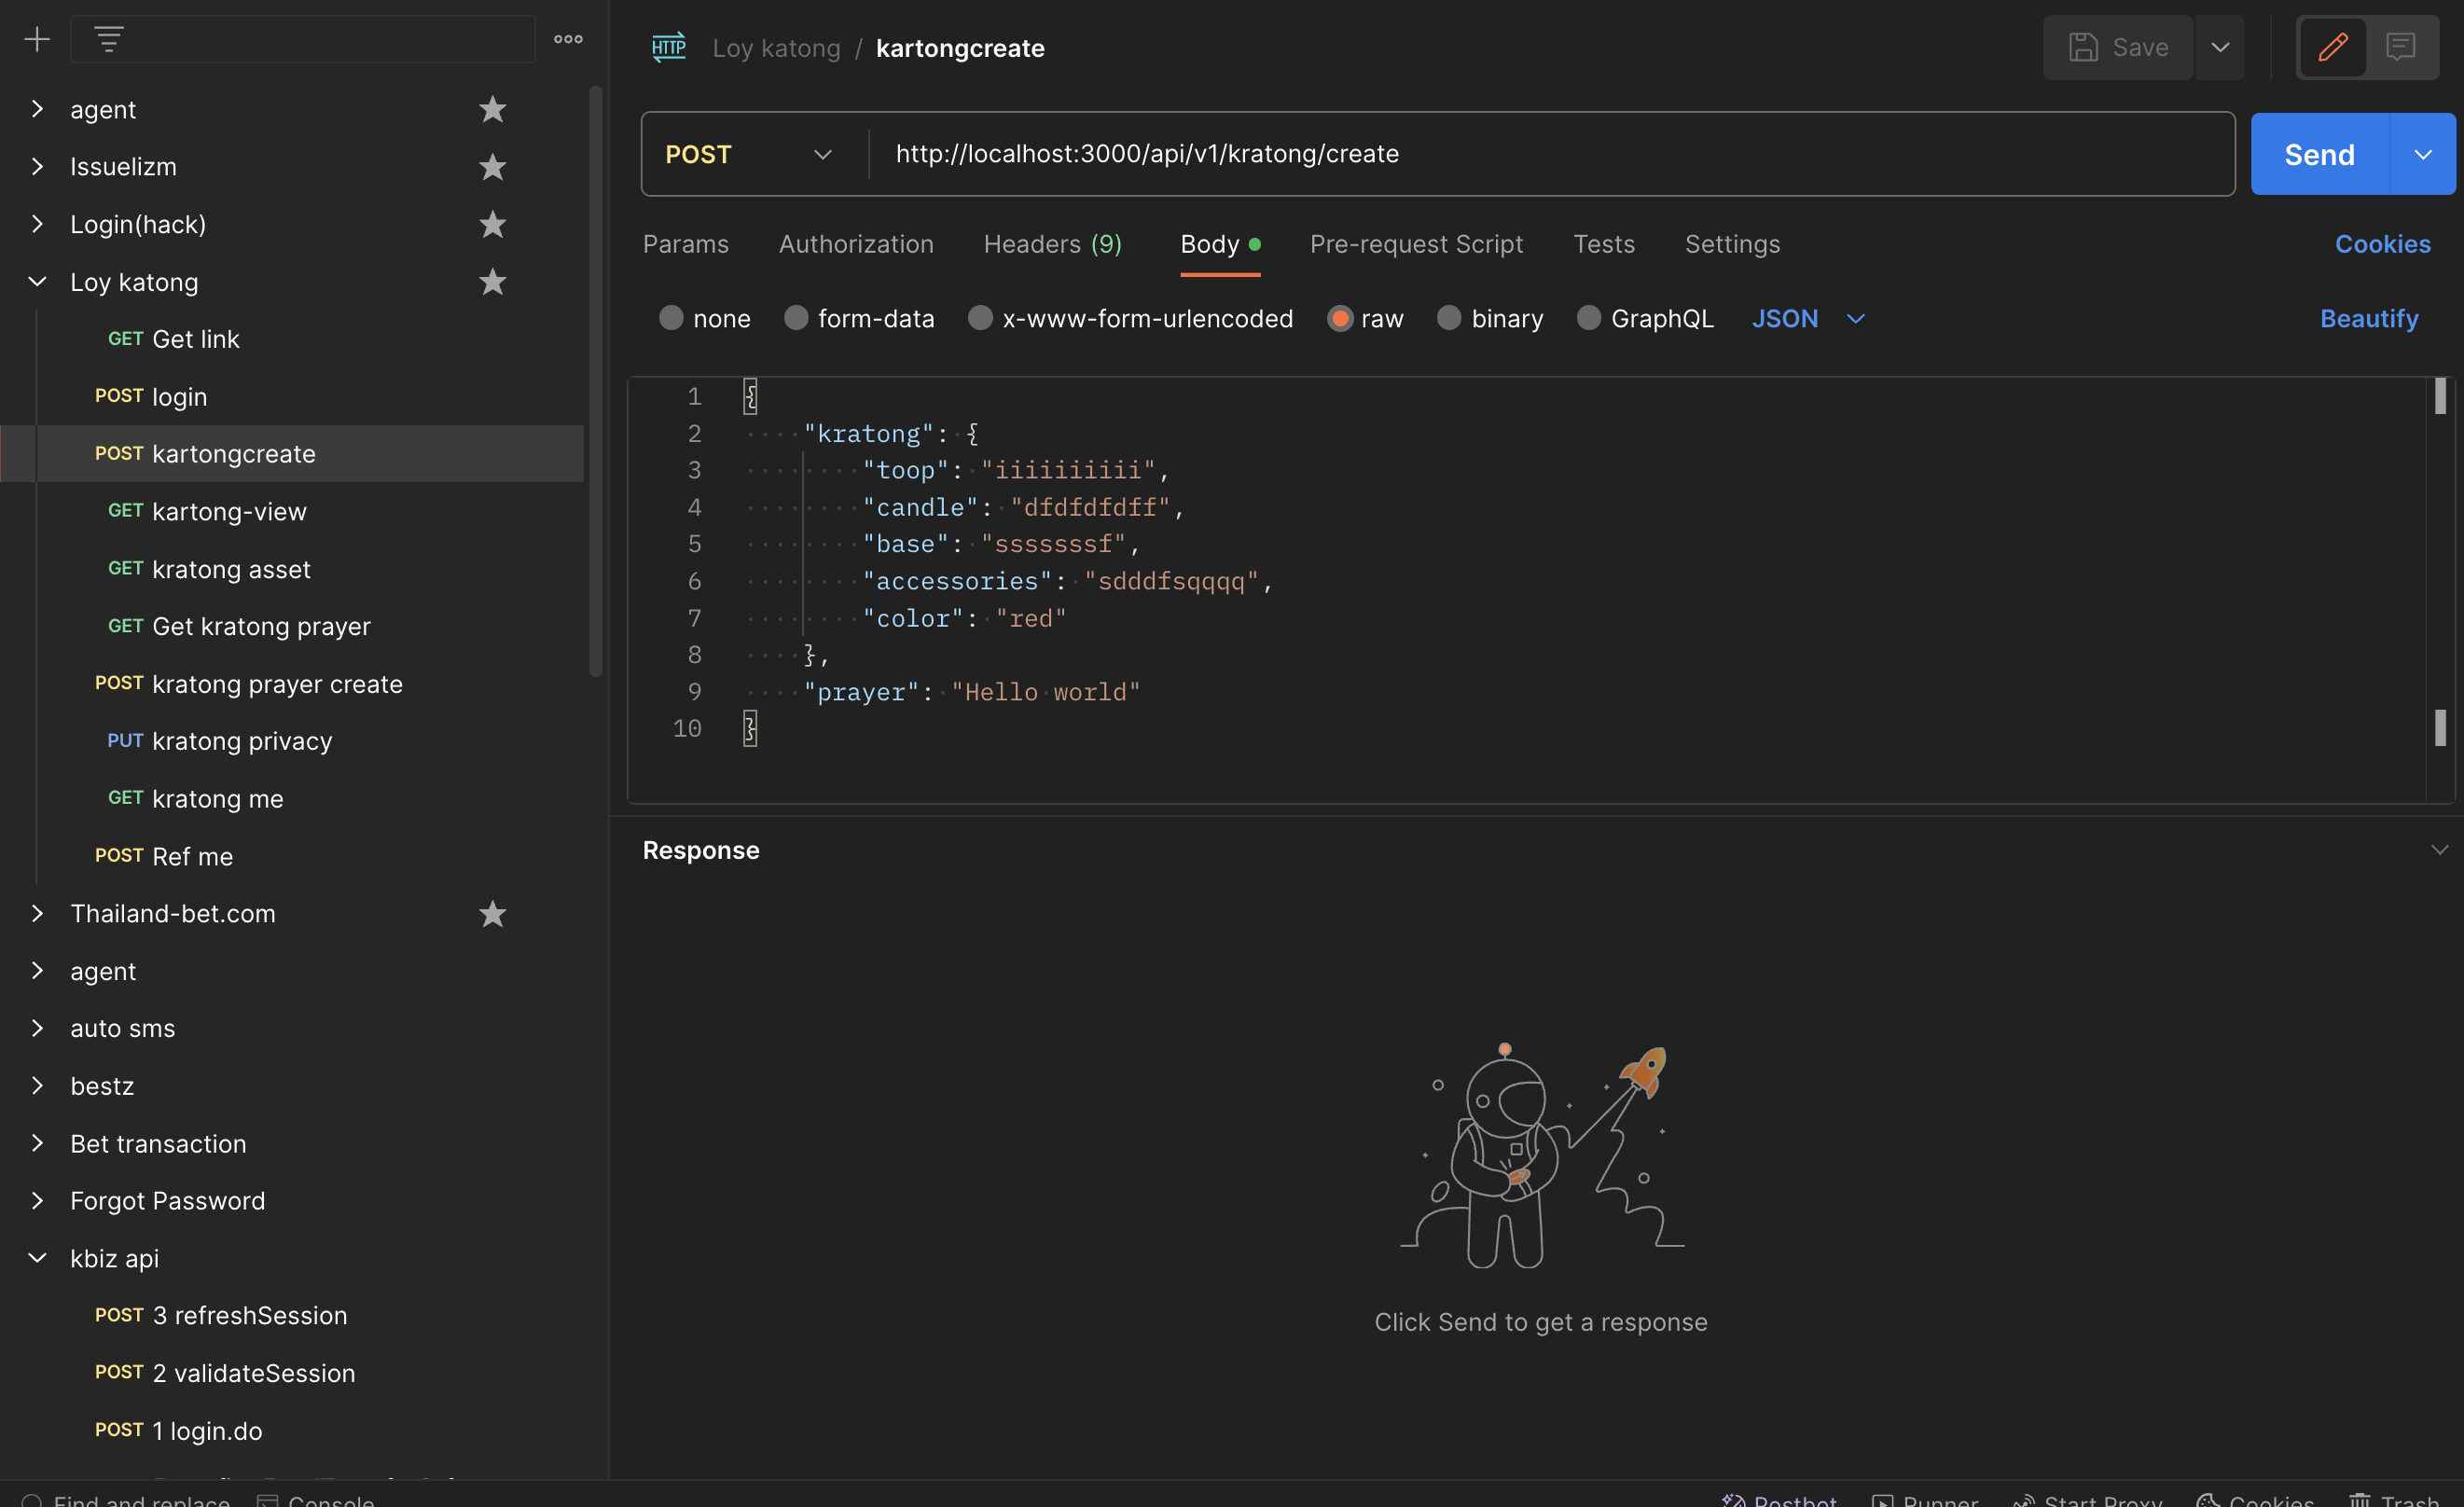 HTTP Loy katong / kartongcreate
Save
POST http://localhost:3000/api/v1/kratong/create
Send
Params Authorization Headers (9) Body Pre-request Script Tests Settings Cookies
none form-data x-www-form-urlencoded raw binary GraphQL JSON Beautify
1 {
2 "kratong": {
3 "toop": "iiiiiiiiii",
4 "candle": "dfdfdfdff",
5 "base": "sssssssf",
6 "accessories": "sdddfsqqqq",
7 "color": "red"
8 },
9 "prayer": "Hello world"
10 }
Response
Click Send to get a response
agent
Issuelizm
Login(hack)
Loy katong
GET Get link
POST login
POST kartongcreate
GET kartong-view
GET kratong asset
GET Get kratong prayer
POST kratong prayer create
PUT kratong privacy
GET kratong me
POST Ref me
Thailand-bet.com
agent
auto sms
bestz
Bet transaction
Forgot Password
kbiz api
POST 3 refreshSession
POST 2 validateSession
POST 1 login.do
Find and replace Console Postbot Runner Start Proxy Cookies Trash